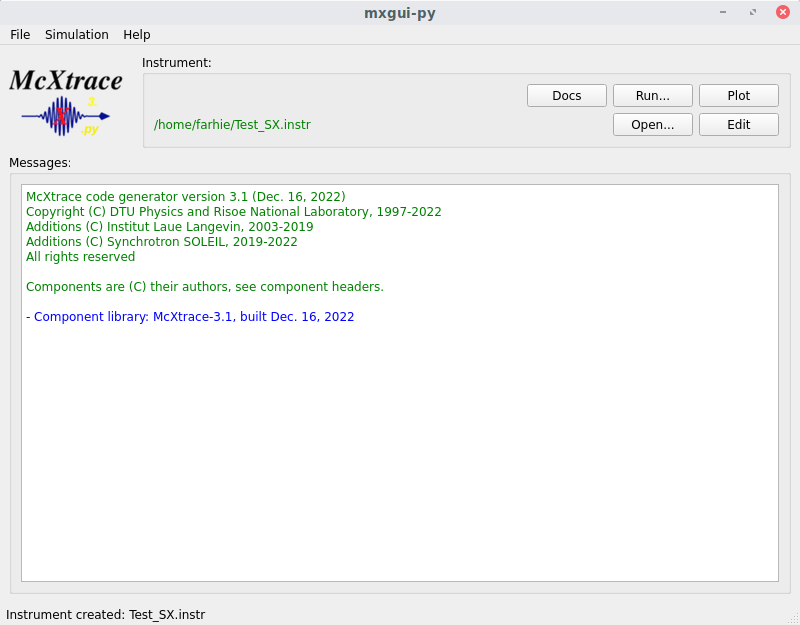 mxgui-py
File Simulation Help
Instrument:
McXtrace
3
X
.py
Docs Run... Plot
/home/farhie/Test_SX.instr
Open... Edit
Messages:
McXtrace code generator version 3.1 (Dec. 16, 2022)
Copyright (C) DTU Physics and Risoe National Laboratory, 1997-2022
Additions (C) Institut Laue Langevin, 2003-2019
Additions (C) Synchrotron SOLEIL, 2019-2022
All rights reserved
Components are (C) their authors, see component headers.
- Component library: McXtrace-3.1, built Dec. 16, 2022
Instrument created: Test_SX.instr